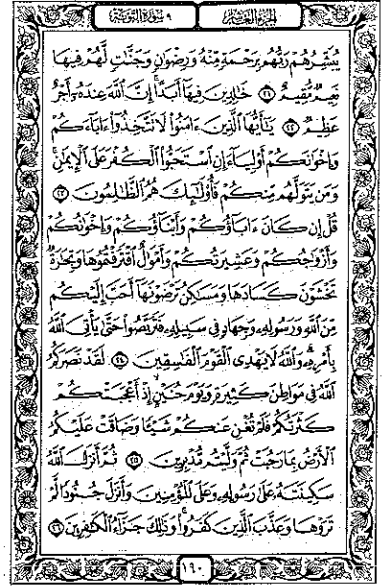 الجزء العاشر
٩ سورة التوبة
يُبَشِّرُهُمْ رَبُّهُم بِرَحْمَةٍ مِّنْهُ وَرِضْوَٰنٍ وَجَنَّـٰتٍ لَّهُمْ فِيهَا
نَعِيمٌ مُّقِيمٌ ٢١ خَـٰلِدِينَ فِيهَآ أَبَدًا إِنَّ ٱللَّهَ عِندَهُۥٓ أَجْرٌ
عَظِيمٌ ٢٢ يَـٰٓأَيُّهَا ٱلَّذِينَ ءَامَنُوا۟ لَا تَتَّخِذُوٓا۟ ءَابَآءَكُمْ
وَإِخْوَٰنَكُمْ أَوْلِيَآءَ إِنِ ٱسْتَحَبُّوا۟ ٱلْكُفْرَ عَلَى ٱلْإِيمَـٰنِ
وَمَن يَتَوَلَّهُم مِّنكُمْ فَأُو۟لَـٰٓئِكَ هُمُ ٱلظَّـٰلِمُونَ ٢٣
قُلْ إِن كَانَ ءَابَآؤُكُمْ وَأَبْنَآؤُكُمْ وَإِخْوَٰنُكُمْ
وَأَزْوَٰجُكُمْ وَعَشِيرَتُكُمْ وَأَمْوَٰلٌ ٱقْتَرَفْتُمُوهَا وَتِجَـٰرَةٌ
تَخْشَوْنَ كَسَادَهَا وَمَسَـٰكِنُ تَرْضَوْنَهَآ أَحَبَّ إِلَيْكُم
مِّنَ ٱللَّهِ وَرَسُولِهِۦ وَجِهَادٍ فِى سَبِيلِهِۦ فَتَرَبَّصُوا۟ حَتَّىٰ يَأْتِىَ ٱللَّهُ
بِأَمْرِهِۦ وَٱللَّهُ لَا يَهْدِى ٱلْقَوْمَ ٱلْفَـٰسِقِينَ ٢٤ لَقَدْ نَصَرَكُمُ
ٱللَّهُ فِى مَوَاطِنَ كَثِيرَةٍ وَيَوْمَ حُنَيْنٍ إِذْ أَعْجَبَتْكُمْ
كَثْرَتُكُمْ فَلَمْ تُغْنِ عَنكُمْ شَيْـًٔا وَضَاقَتْ عَلَيْكُمُ
ٱلْأَرْضُ بِمَا رَحُبَتْ ثُمَّ وَلَّيْتُم مُّدْبِرِينَ ٢٥ ثُمَّ أَنزَلَ ٱللَّهُ
سَكِينَتَهُۥ عَلَىٰ رَسُولِهِۦ وَعَلَى ٱلْمُؤْمِنِينَ وَأَنزَلَ جُنُودًا لَّمْ
تَرَوْهَا وَعَذَّبَ ٱلَّذِينَ كَفَرُوا۟ وَذَٰلِكَ جَزَآءُ ٱلْكَـٰفِرِينَ ٢٦
١٩٠